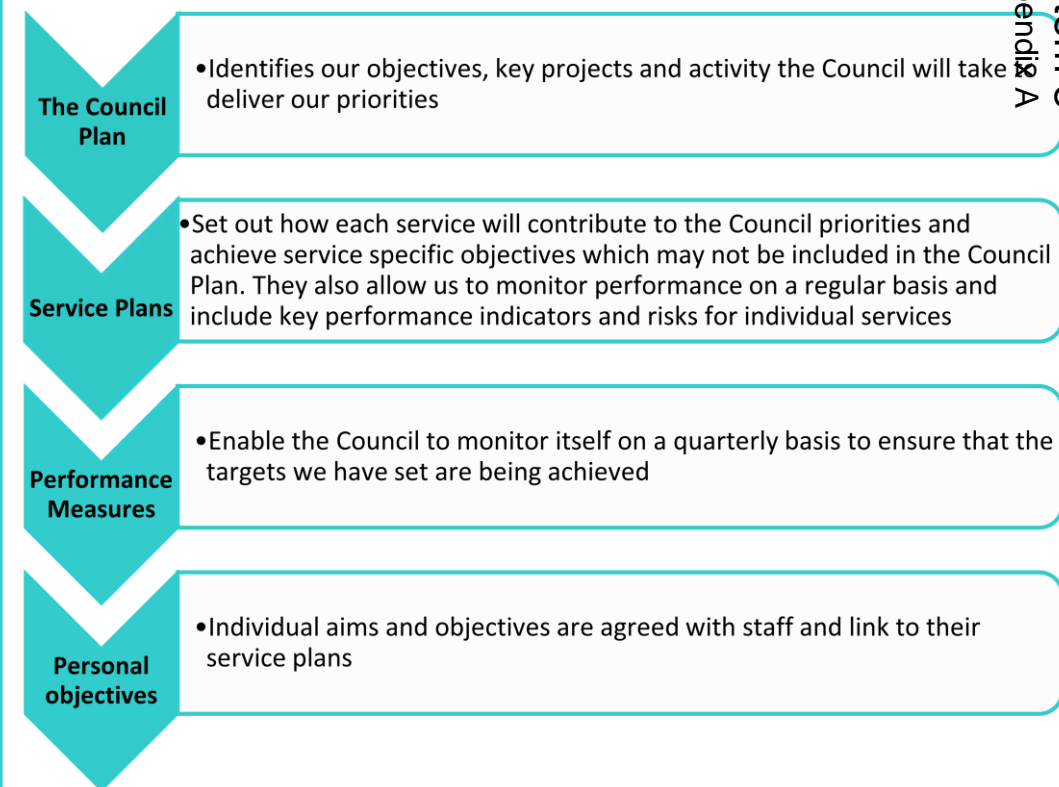 The Council
Plan
•Identifies our objectives, key projects and activity the Council will take to
deliver our priorities
Service Plans
•Set out how each service will contribute to the Council priorities and
achieve service specific objectives which may not be included in the Council
Plan. They also allow us to monitor performance on a regular basis and
include key performance indicators and risks for individual services
Performance
Measures
•Enable the Council to monitor itself on a quarterly basis to ensure that the
targets we have set are being achieved
Personal
objectives
•Individual aims and objectives are agreed with staff and link to their
service plans
endix A